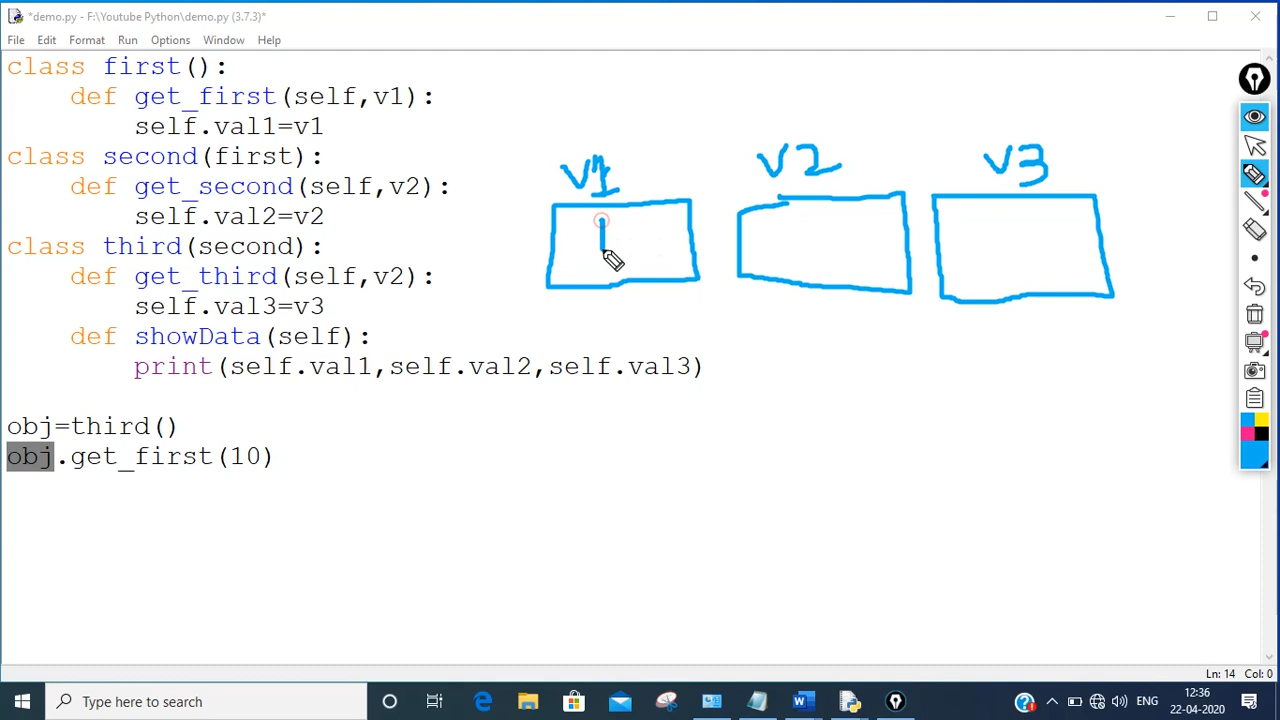 *demo.py - F:\Youtube Python\demo.py (3.7.3)*
File Edit Format Run Options Window Help
class first():
    def get_first(self,v1):
        self.val1=v1
class second(first):
    def get_second(self,v2):
        self.val2=v2
class third(second):
    def get_third(self,v2):
        self.val3=v3
    def showData(self):
        print(self.val1,self.val2,self.val3)
obj=third()
obj.get_first(10)
V1 V2 V3
Ln: 14 Col: 0
Type here to search
ENG
12:36
22-04-2020